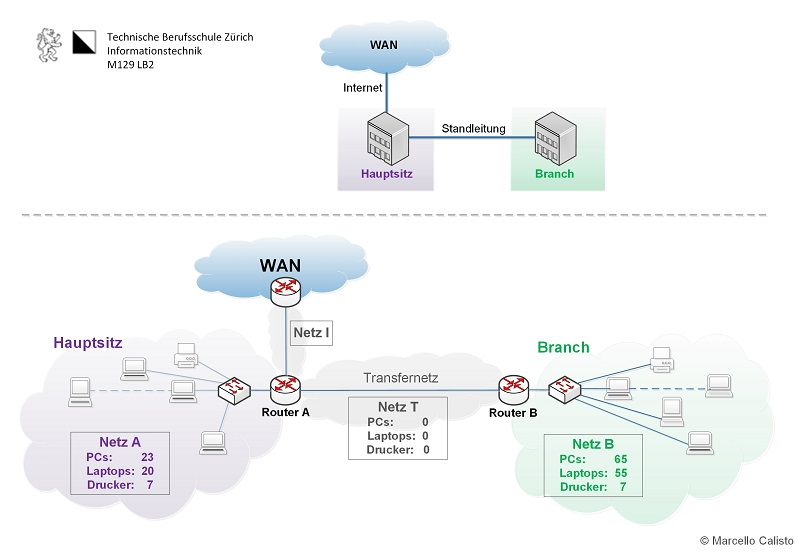 Technische Berufsschule Zürich
Informationstechnik
M129 LB2
WAN
Internet
Standleitung
Hauptsitz
Branch
WAN
Netz I
Hauptsitz
Branch
Transfernetz
Router A
Router B
Netz T
PCs: 0
Laptops: 0
Drucker: 0
Netz A
PCs: 23
Laptops: 20
Drucker: 7
Netz B
PCs: 65
Laptops: 55
Drucker: 7
© Marcello Calisto